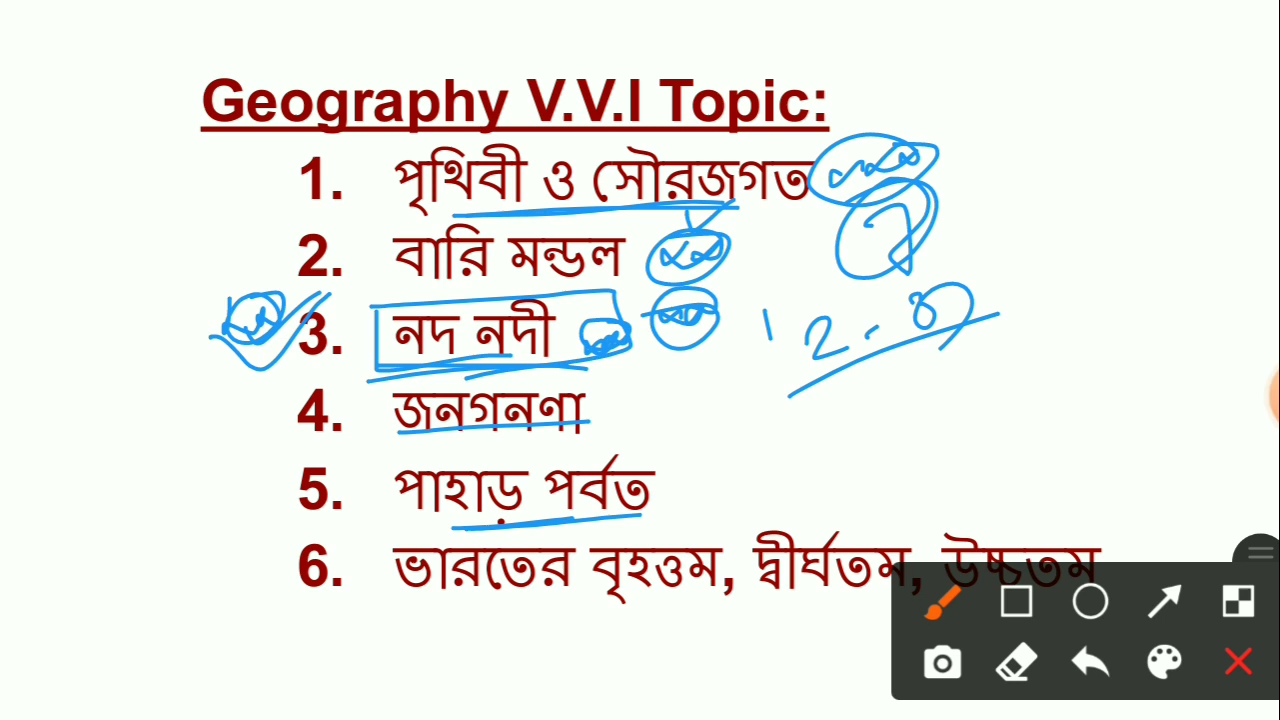 Geography V.V.I Topic:
1. পৃথিবী ও সৌরজগত
2. বারি মন্ডল
3. নদ নদী
4. জনগনণা
5. পাহাড় পর্বত
6. ভারতের বৃহত্তম, দ্বীর্ঘতম, উচ্চতম